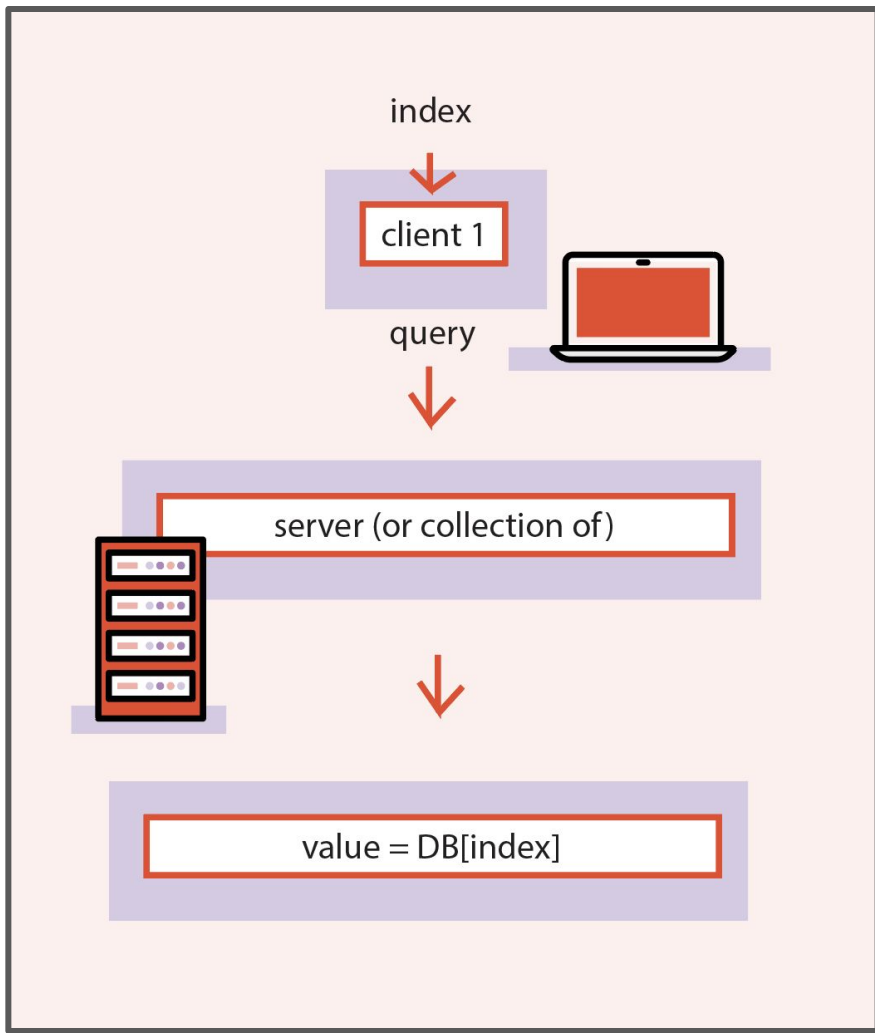 index
client 1
query
server (or collection of)
value = DB[index]